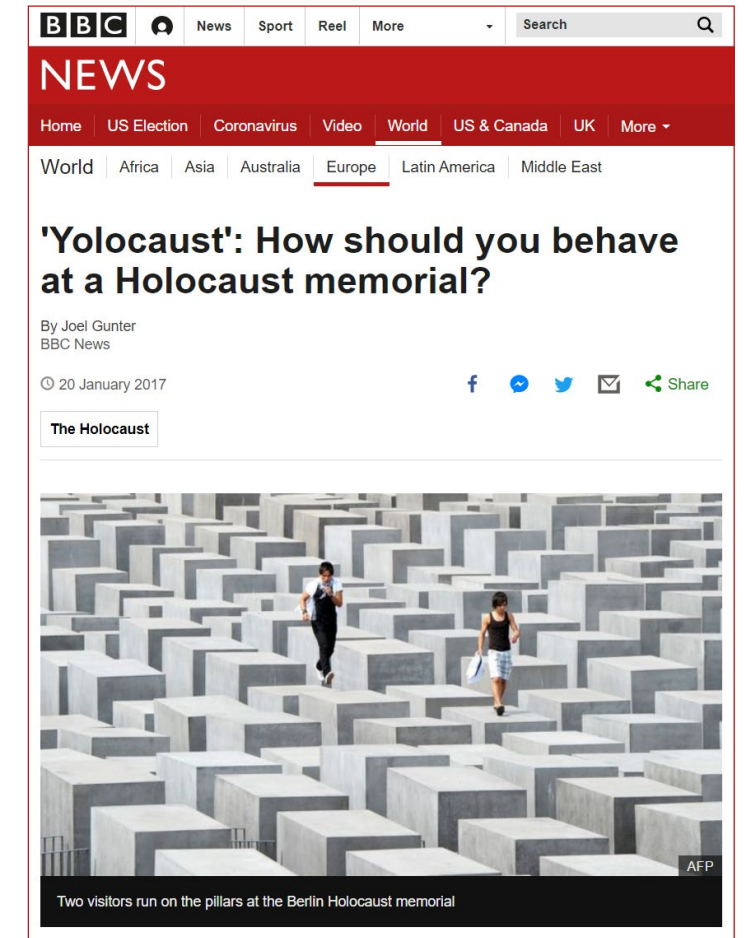 BBC News Sport Reel More Search
NEWS
Home US Election Coronavirus Video World US & Canada UK More
World Africa Asia Australia Europe Latin America Middle East
'Yolocaust': How should you behave
at a Holocaust memorial?
By Joel Gunter
BBC News
20 January 2017 Share
The Holocaust
AFP
Two visitors run on the pillars at the Berlin Holocaust memorial